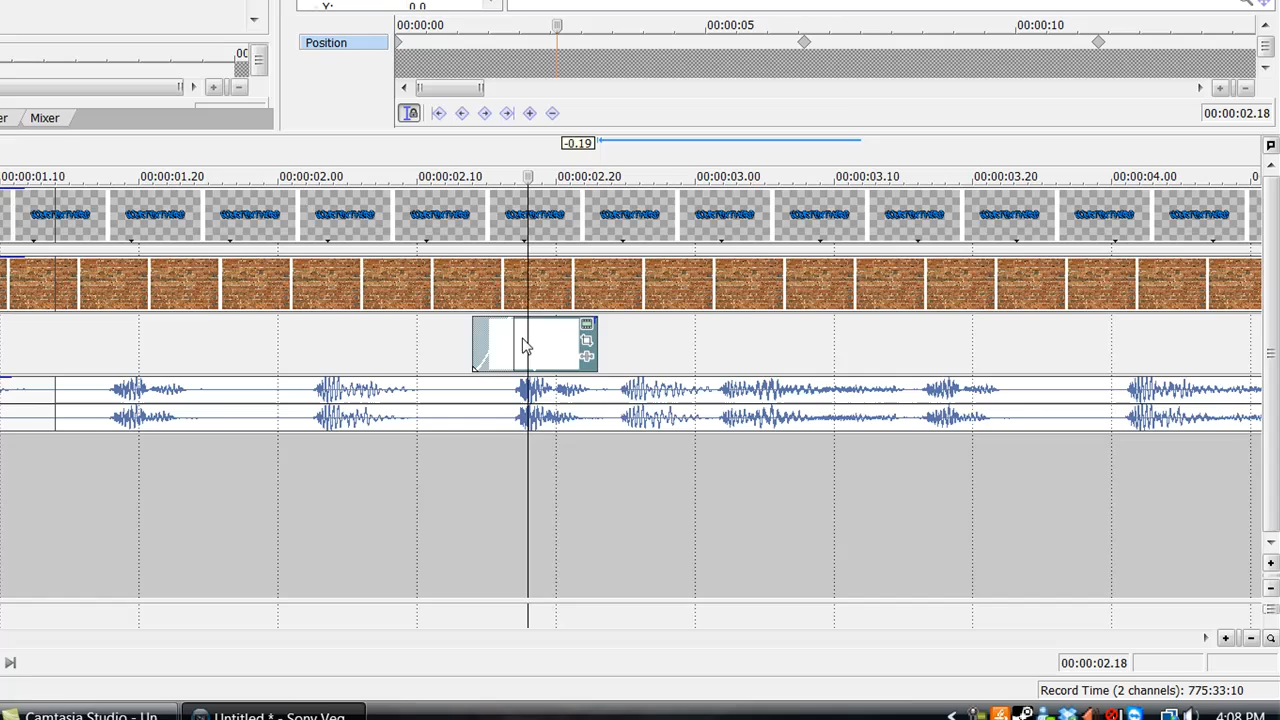 Y: 0.0
00:00:00 00:00:05 00:00:10
Position
00
er Mixer
00:00:02.18
-0.19
00:00:01.10 00:00:01.20 00:00:02.00 00:00:02.10 00:00:02.20 00:00:03.00 00:00:03.10 00:00:03.20 00:00:04.00 0
00:00:02.18
Record Time (2 channels): 775:33:10
Camtasia Studio - Un Untitled * - Sony Veg 4:08 PM